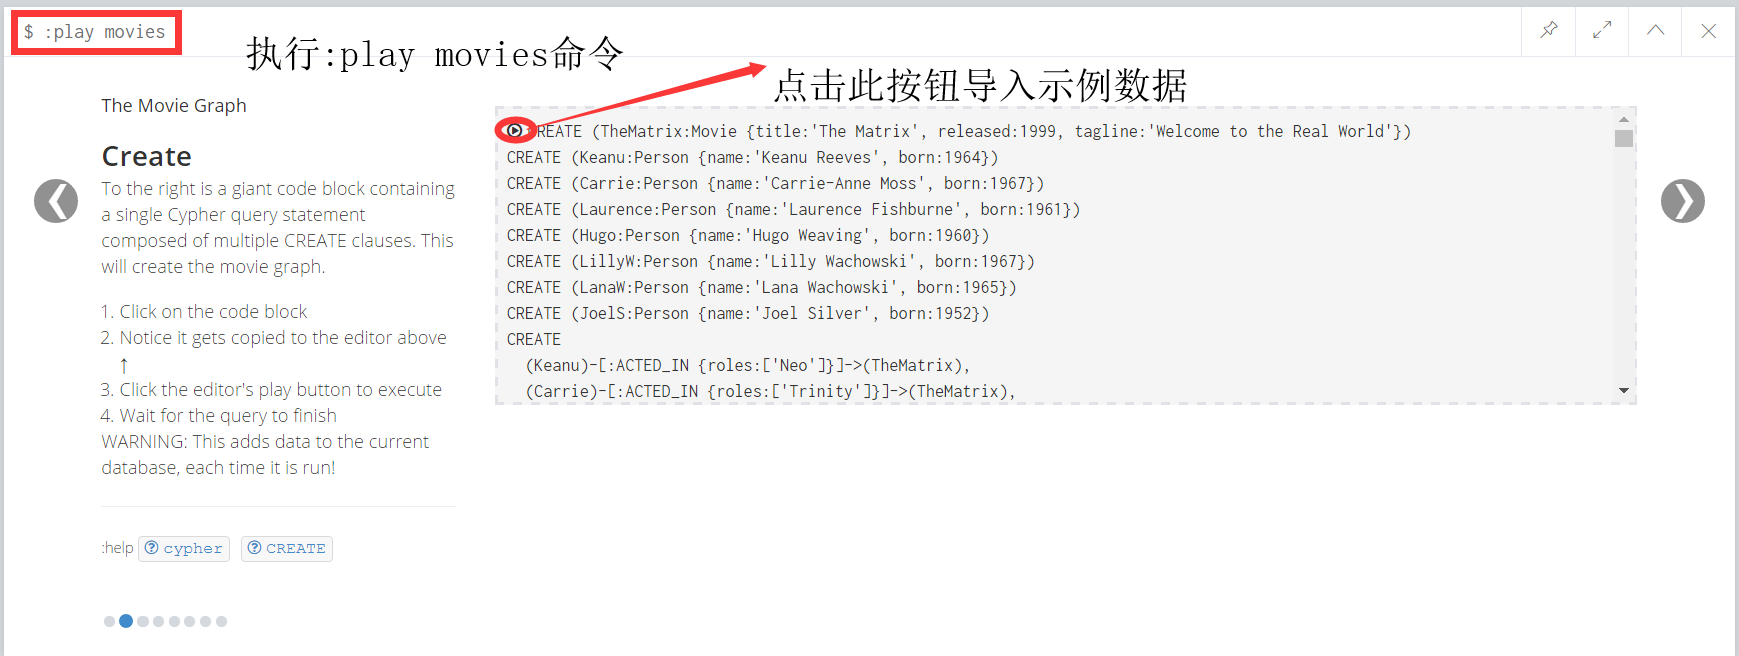 $ :play movies
执行:play movies命令
点击此按钮导入示例数据
The Movie Graph
Create
To the right is a giant code block containing
a single Cypher query statement
composed of multiple CREATE clauses. This
will create the movie graph.
1. Click on the code block
2. Notice it gets copied to the editor above
↑
3. Click the editor's play button to execute
4. Wait for the query to finish
WARNING: This adds data to the current
database, each time it is run!
:help cypher CREATE
CREATE (TheMatrix:Movie {title:'The Matrix', released:1999, tagline:'Welcome to the Real World'})
CREATE (Keanu:Person {name:'Keanu Reeves', born:1964})
CREATE (Carrie:Person {name:'Carrie-Anne Moss', born:1967})
CREATE (Laurence:Person {name:'Laurence Fishburne', born:1961})
CREATE (Hugo:Person {name:'Hugo Weaving', born:1960})
CREATE (LillyW:Person {name:'Lilly Wachowski', born:1967})
CREATE (LanaW:Person {name:'Lana Wachowski', born:1965})
CREATE (JoelS:Person {name:'Joel Silver', born:1952})
CREATE
(Keanu)-[:ACTED_IN {roles:['Neo']}]->(TheMatrix),
(Carrie)-[:ACTED_IN {roles:['Trinity']}]->(TheMatrix),